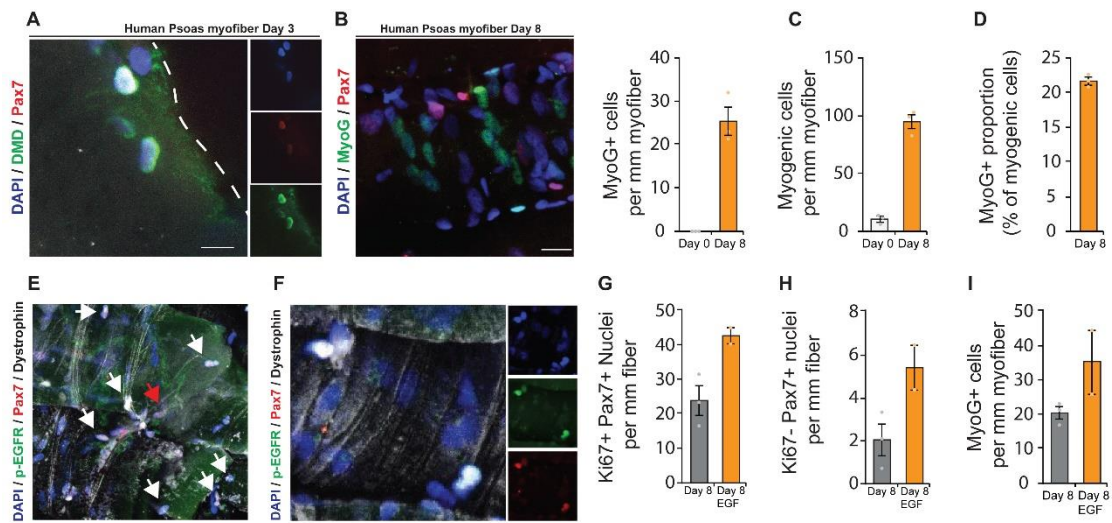 A
Human Psoas myofiber Day 3
DAPI / DMD / Pax7
B
Human Psoas myofiber Day 8
DAPI / MyoG / Pax7
MyoG+ cells
per mm myofiber
40
30
20
10
0
Day 0 Day 8
C
Myogenic cells
per mm myofiber
150
100
50
0
Day 0 Day 8
D
MyoG+ proportion
(% of myogenic cells)
25
20
15
10
5
0
Day 8
E
DAPI / p-EGFR / Pax7 / Dystrophin
F
DAPI / p-EGFR / Pax7 / Dystrophin
G
Ki67+ Pax7+ Nuclei
per mm fiber
50
40
30
20
10
0
Day 8 Day 8
EGF
H
Ki67- Pax7+ nuclei
per mm fiber
8
6
4
2
0
Day 8 Day 8
EGF
I
MyoG+ cells
per mm myofiber
50
40
30
20
10
0
Day 8 Day 8
EGF